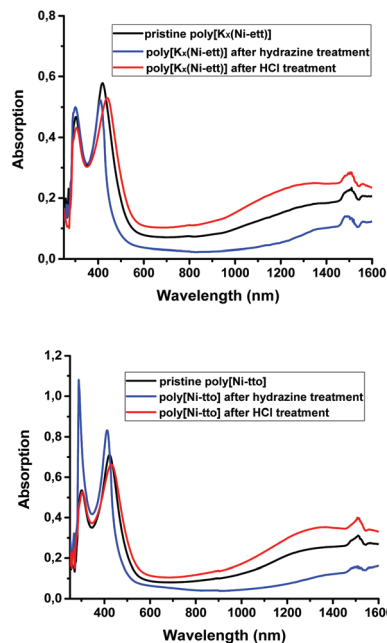 pristine poly[Kx(Ni-ett)]
poly[Kx(Ni-ett)] after hydrazine treatment
poly[Kx(Ni-ett)] after HCl treatment
Absorption
0,8
0,6
0,4
0,2
0,0
400 600 800 1000 1200 1400 1600
Wavelength (nm)
pristine poly[Ni-tto]
poly[Ni-tto] after hydrazine treatment
poly[Ni-tto] after HCl treatment
Absorption
1,2
1,0
0,8
0,6
0,4
0,2
0,0
400 600 800 1000 1200 1400 1600
Wavelength (nm)